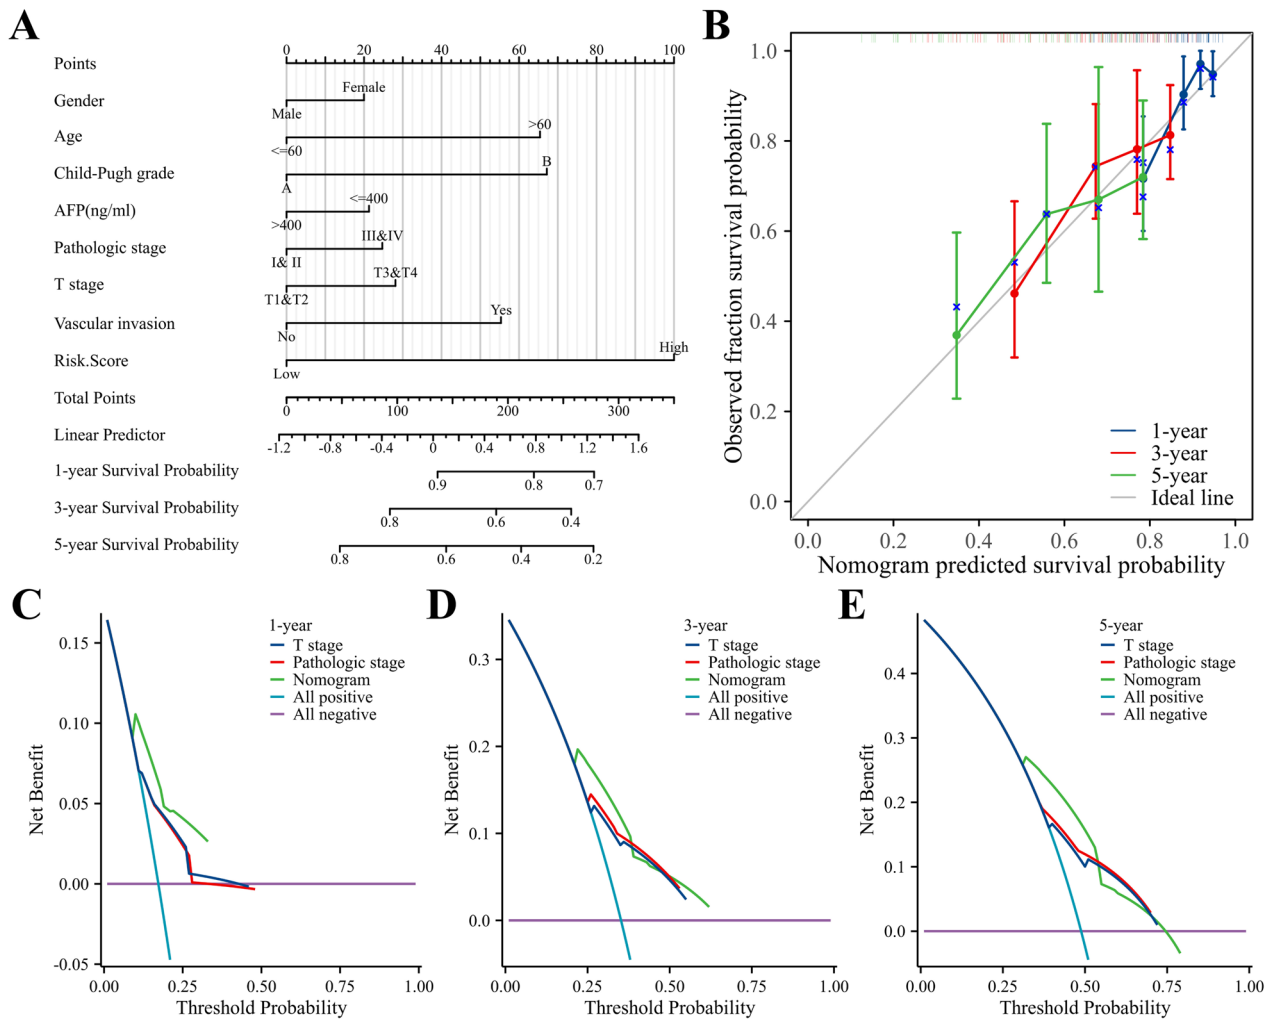 A
Points
0 20 40 60 80 100
Gender
Female
Male
Age
>60
<=60
Child-Pugh grade
B
A
AFP(ng/ml)
<=400
>400
Pathologic stage
III&IV
I& II
T stage
T3&T4
T1&T2
Vascular invasion
Yes
No
Risk.Score
High
Low
Total Points
0 100 200 300
Linear Predictor
-1.2 -0.8 -0.4 0 0.4 0.8 1.2 1.6
1-year Survival Probability
0.9 0.8 0.7
3-year Survival Probability
0.8 0.6 0.4
5-year Survival Probability
0.8 0.6 0.4 0.2
B
Observed fraction survival probability
1.0
0.8
0.6
0.4
0.2
0.0
1-year
3-year
5-year
Ideal line
0.0 0.2 0.4 0.6 0.8 1.0
Nomogram predicted survival probability
C
Net Benefit
0.15
0.10
0.05
0.00
-0.05
1-year
T stage
Pathologic stage
Nomogram
All positive
All negative
0.00 0.25 0.50 0.75 1.00
Threshold Probability
D
Net Benefit
0.3
0.2
0.1
0.0
3-year
T stage
Pathologic stage
Nomogram
All positive
All negative
0.00 0.25 0.50 0.75 1.00
Threshold Probability
E
Net Benefit
0.4
0.3
0.2
0.1
0.0
5-year
T stage
Pathologic stage
Nomogram
All positive
All negative
0.00 0.25 0.50 0.75 1.00
Threshold Probability